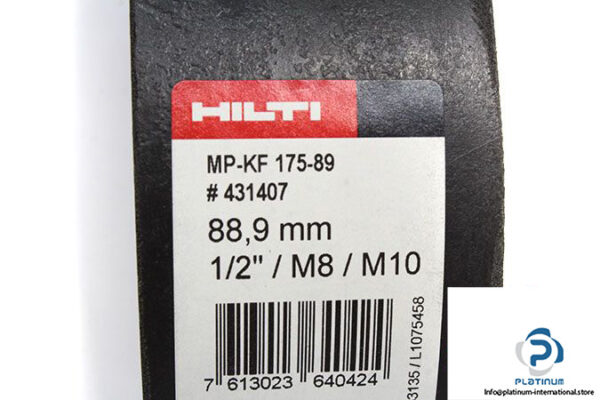 HILTI
MP-KF 175-89
# 431407
88,9 mm
1/2" / M8 / M10
7 613023 640424
3135 / L1075458
PLATINUM
Info@platinum-international.store